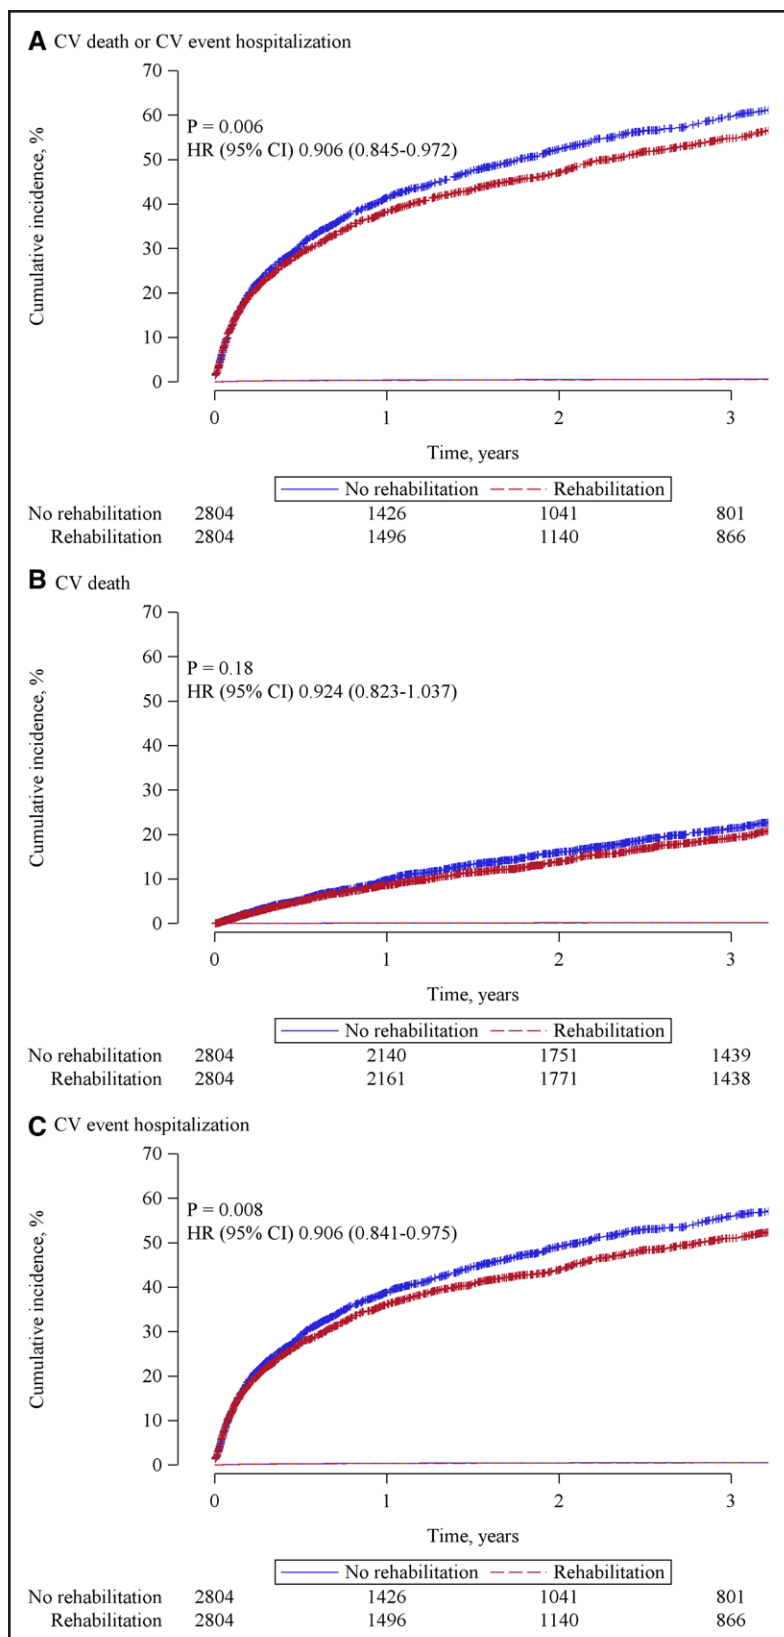 A CV death or CV event hospitalization
70
60
50
40
30
20
10
0
Cumulative incidence, %
P = 0.006
HR (95% CI) 0.906 (0.845-0.972)
0 1 2 3
Time, years
No rehabilitation Rehabilitation
No rehabilitation 2804 1426 1041 801
Rehabilitation 2804 1496 1140 866
B CV death
70
60
50
40
30
20
10
0
Cumulative incidence, %
P = 0.18
HR (95% CI) 0.924 (0.823-1.037)
0 1 2 3
Time, years
No rehabilitation Rehabilitation
No rehabilitation 2804 2140 1751 1439
Rehabilitation 2804 2161 1771 1438
C CV event hospitalization
70
60
50
40
30
20
10
0
Cumulative incidence, %
P = 0.008
HR (95% CI) 0.906 (0.841-0.975)
0 1 2 3
Time, years
No rehabilitation Rehabilitation
No rehabilitation 2804 1426 1041 801
Rehabilitation 2804 1496 1140 866